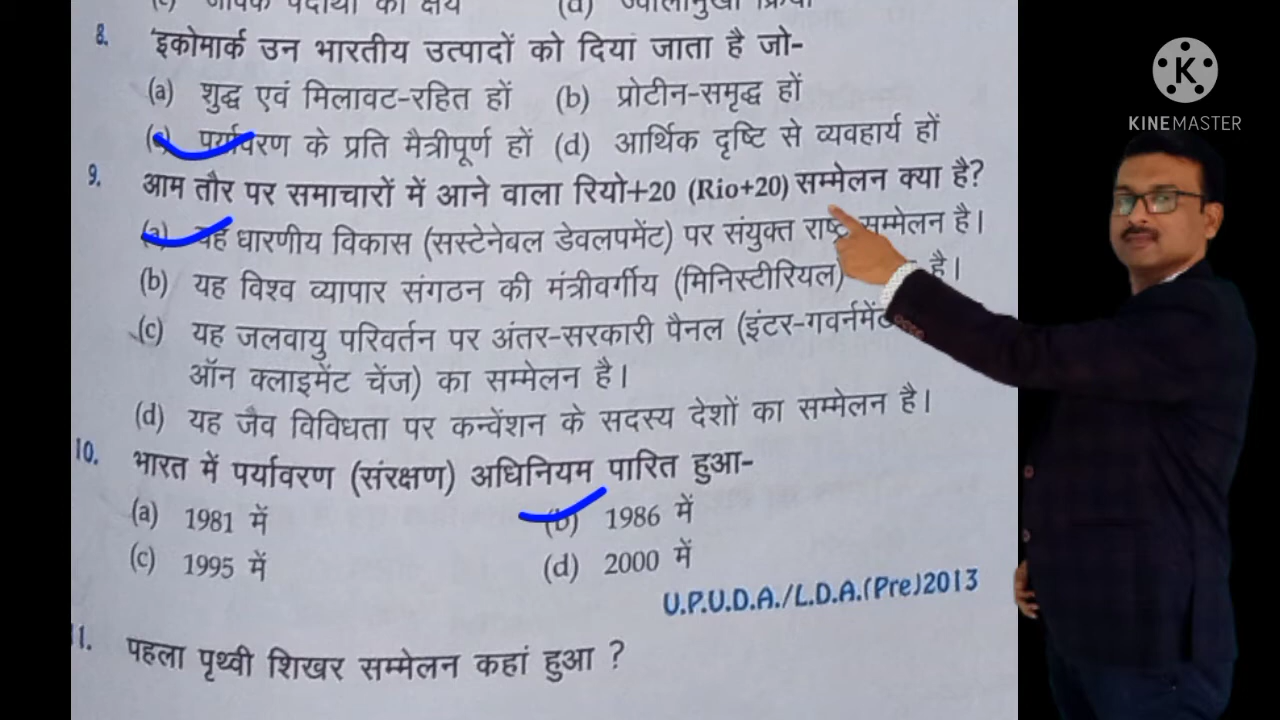 8. इकोमार्क उन भारतीय उत्पादों को दिया जाता है जो-
(a) शुद्ध एवं मिलावट-रहित हों (b) प्रोटीन-समृद्ध हों
पर्यावरण के प्रति मैत्रीपूर्ण हों (d) आर्थिक दृष्टि से व्यवहार्य हों
9. आम तौर पर समाचारों में आने वाला रियो+20 (Rio+20) सम्मेलन क्या है?
यह धारणीय विकास (सस्टेनेबल डेवलपमेंट) पर संयुक्त राष्ट्र सम्मेलन है।
(b) यह विश्व व्यापार संगठन की मंत्रीवर्गीय (मिनिस्टीरियल) है।
(c) यह जलवायु परिवर्तन पर अंतर-सरकारी पैनल (इंटर-गवर्नमेंट
ऑन क्लाइमेंट चेंज) का सम्मेलन है।
(d) यह जैव विविधता पर कन्वेंशन के सदस्य देशों का सम्मेलन है।
10. भारत में पर्यावरण (संरक्षण) अधिनियम पारित हुआ-
(a) 1981 में (b) 1986 में
(c) 1995 में (d) 2000 में
U.P.U.D.A./L.D.A.(Pre)2013
11. पहला पृथ्वी शिखर सम्मेलन कहां हुआ ?
K
KINEMASTER